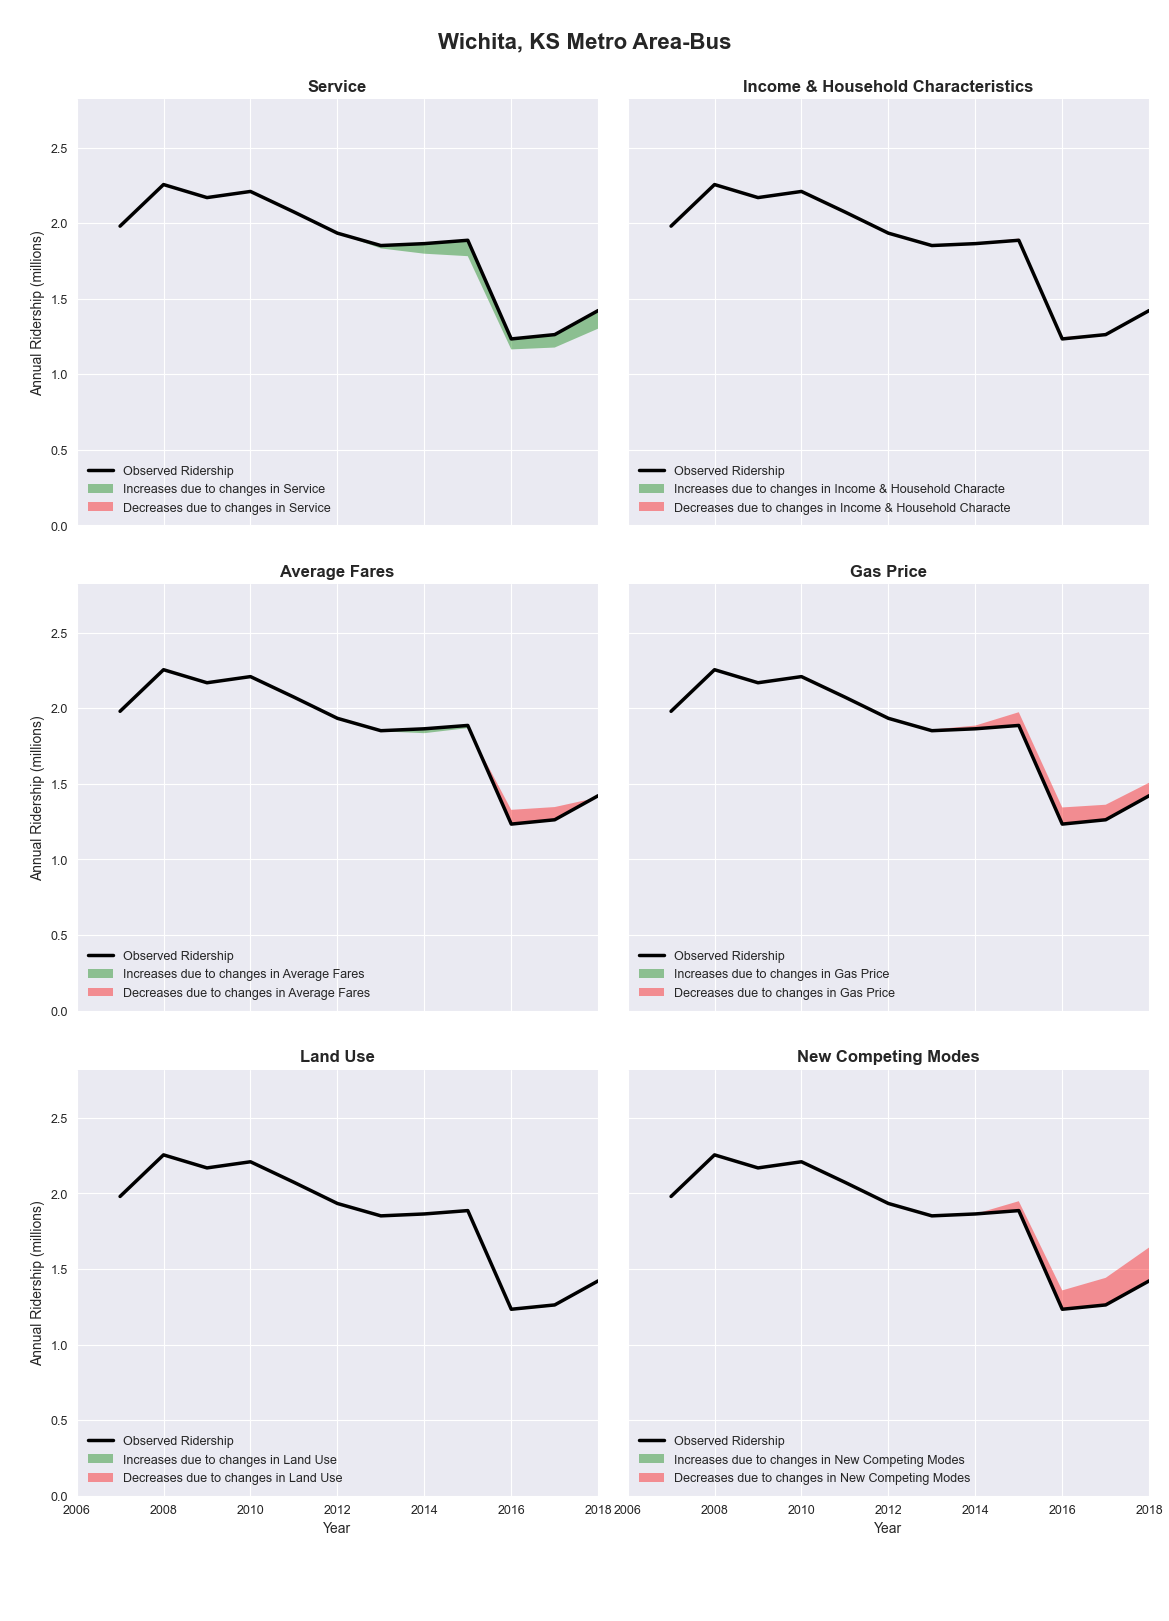 Wichita, KS Metro Area-Bus
Service
Annual Ridership (millions)
2.5
2.0
1.5
1.0
0.5
0.0
Observed Ridership
Increases due to changes in Service
Decreases due to changes in Service
Income & Household Characteristics
Observed Ridership
Increases due to changes in Income & Household Characte
Decreases due to changes in Income & Household Characte
Average Fares
Annual Ridership (millions)
2.5
2.0
1.5
1.0
0.5
0.0
Observed Ridership
Increases due to changes in Average Fares
Decreases due to changes in Average Fares
Gas Price
Observed Ridership
Increases due to changes in Gas Price
Decreases due to changes in Gas Price
Land Use
Annual Ridership (millions)
2.5
2.0
1.5
1.0
0.5
0.0
Observed Ridership
Increases due to changes in Land Use
Decreases due to changes in Land Use
2006 2008 2010 2012 2014 2016 2018
Year
New Competing Modes
Observed Ridership
Increases due to changes in New Competing Modes
Decreases due to changes in New Competing Modes
2006 2008 2010 2012 2014 2016 2018
Year